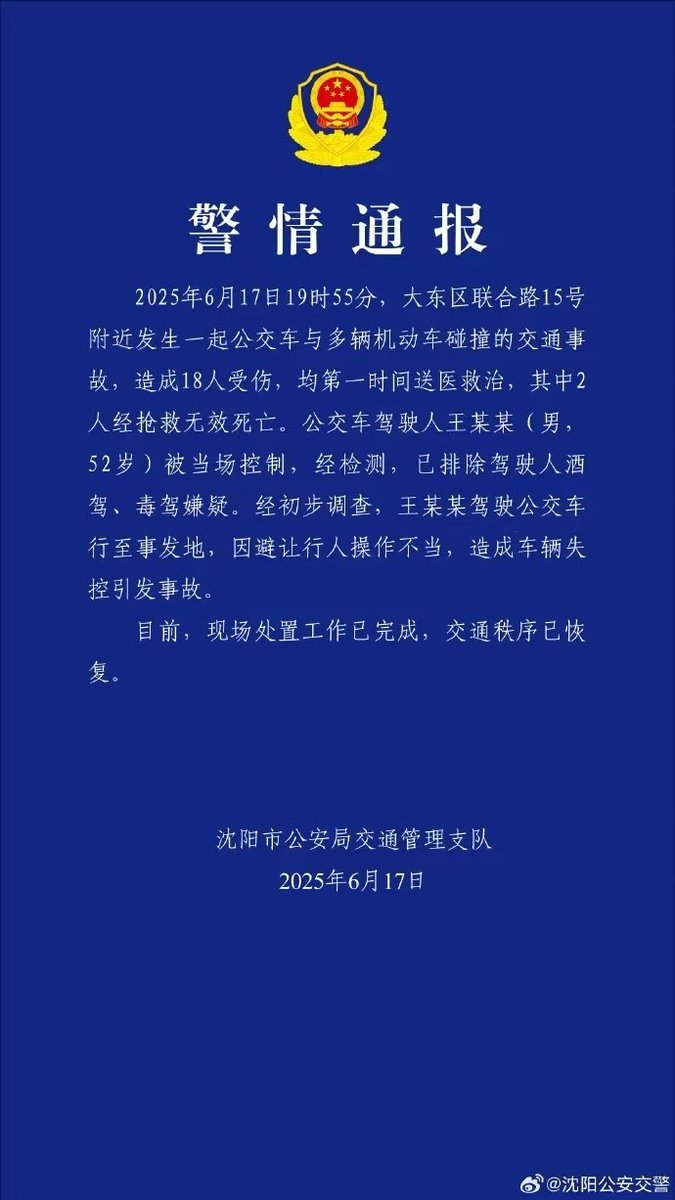 警情通报
2025年6月17日19时55分，大东区联合路15号
附近发生一起公交车与多辆机动车碰撞的交通事
故，造成18人受伤，均第一时间送医救治，其中2
人经抢救无效死亡。公交车驾驶人王某某（男，
52岁）被当场控制，经检测，已排除驾驶人酒
驾、毒驾嫌疑。经初步调查，王某某驾驶公交车
行至事发地，因避让行人操作不当，造成车辆失
控引发事故。
目前，现场处置工作已完成，交通秩序已恢
复。
沈阳市公安局交通管理支队
2025年6月17日
@沈阳公安交警